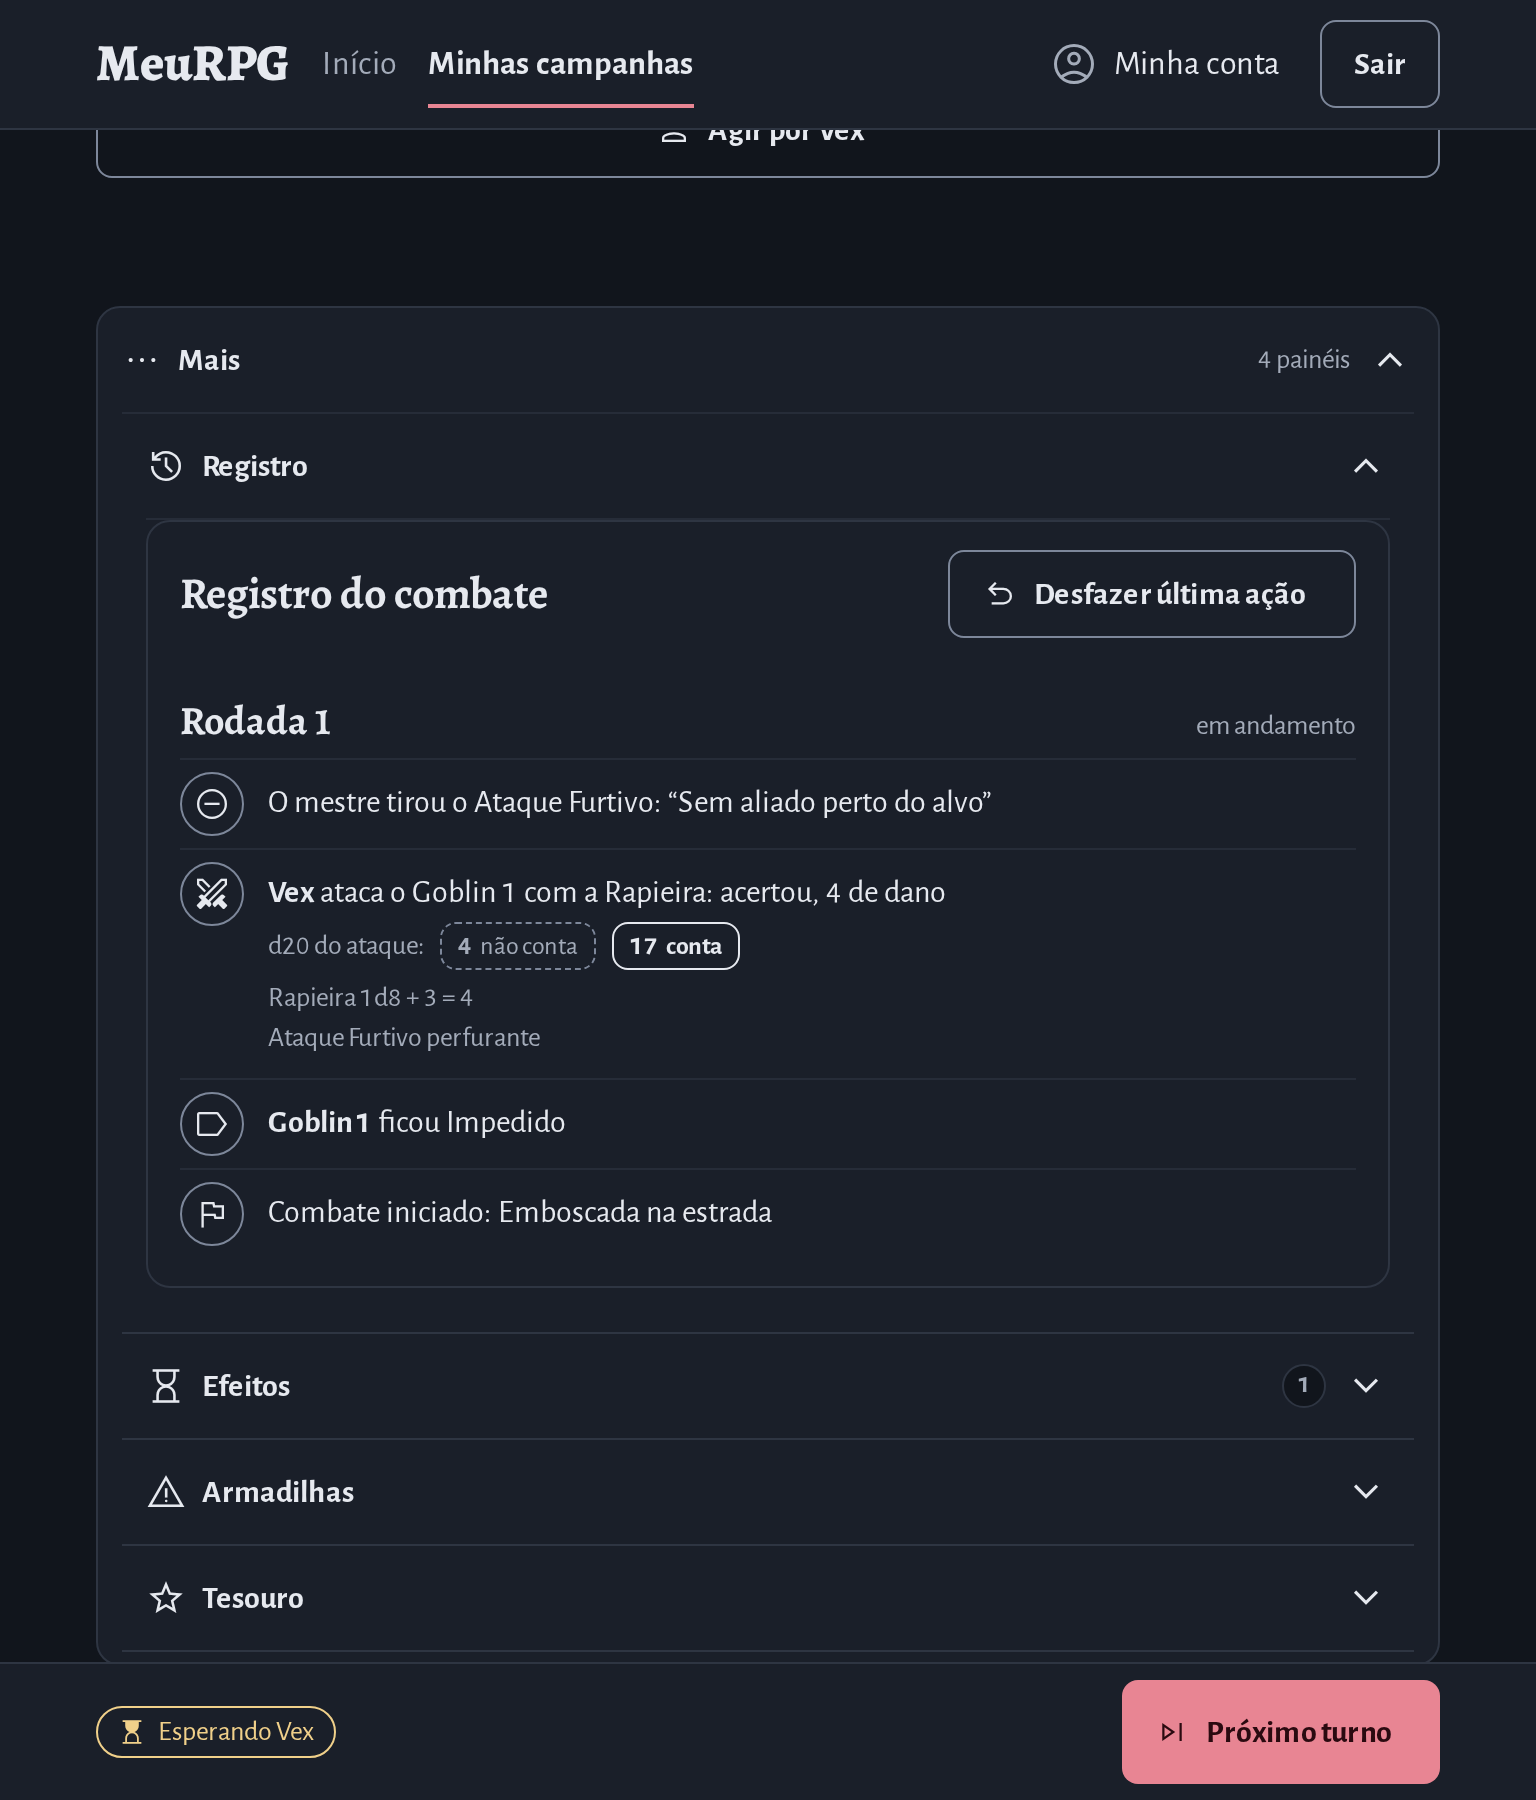 MeuRPG Início Minhas campanhas Minha conta Sair
Agir por Vex
Mais 4 painéis
Registro
Registro do combate Desfazer última ação
Rodada 1 em andamento
O mestre tirou o Ataque Furtivo: “Sem aliado perto do alvo”
Vex ataca o Goblin 1 com a Rapieira: acertou, 4 de dano
d20 do ataque: 4 não conta 17 conta
Rapieira 1d8 + 3 = 4
Ataque Furtivo perfurante
Goblin 1 ficou Impedido
Combate iniciado: Emboscada na estrada
Efeitos 1
Armadilhas
Tesouro
Esperando Vex Próximo turno